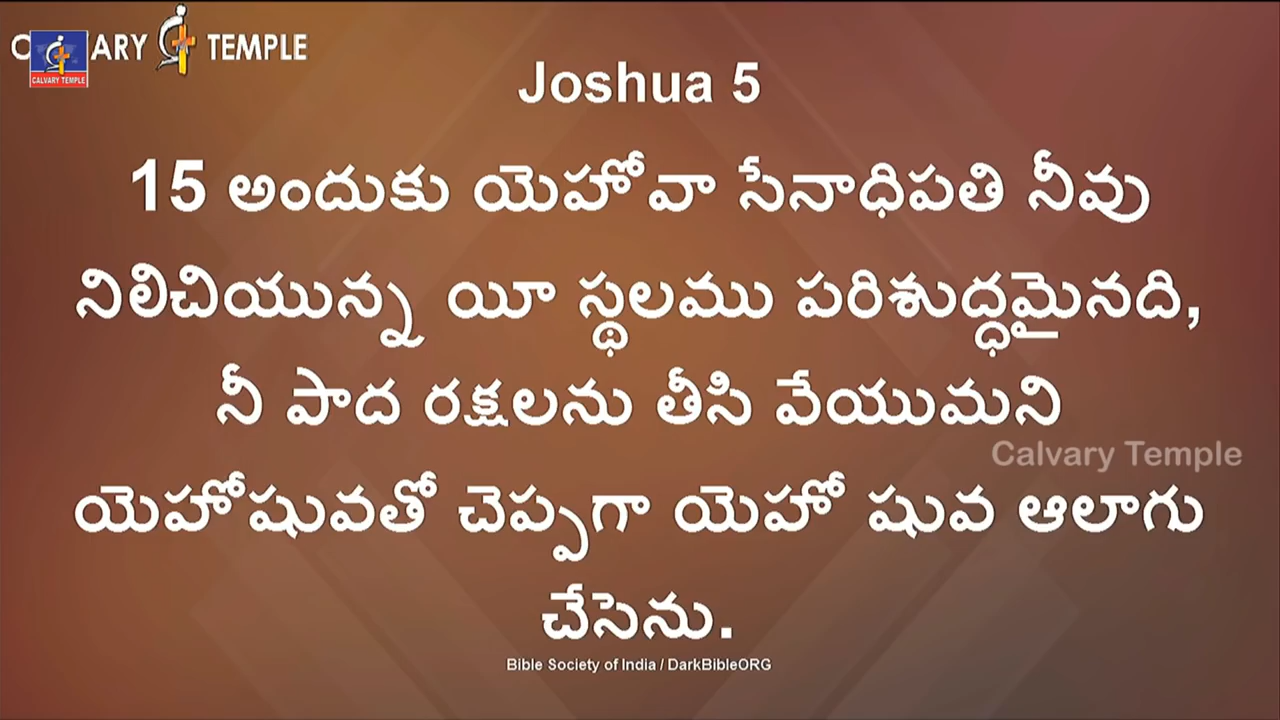 CALVARY TEMPLE
CALVARY TEMPLE
Joshua 5
15 అందుకు యెహోవా సేనాధిపతి నీవు
నిలిచియున్న యీ స్థలము పరిశుద్ధమైనది,
నీ పాద రక్షలను తీసి వేయుమని
Calvary Temple
యెహోషువతో చెప్పగా యెహో షువ ఆలాగు
చేసెను.
Bible Society of India / DarkBibleORG